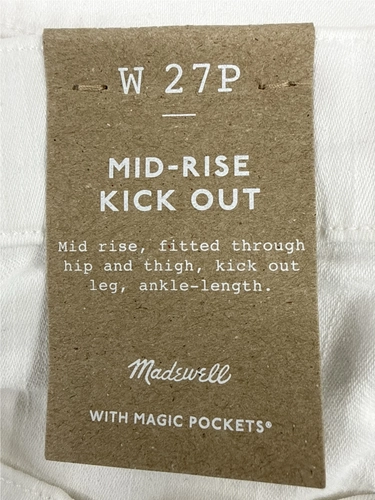 W 27P
MID-RISE
KICK OUT
Mid rise, fitted through
hip and thigh, kick out
leg, ankle-length.
Madewell
WITH MAGIC POCKETS®